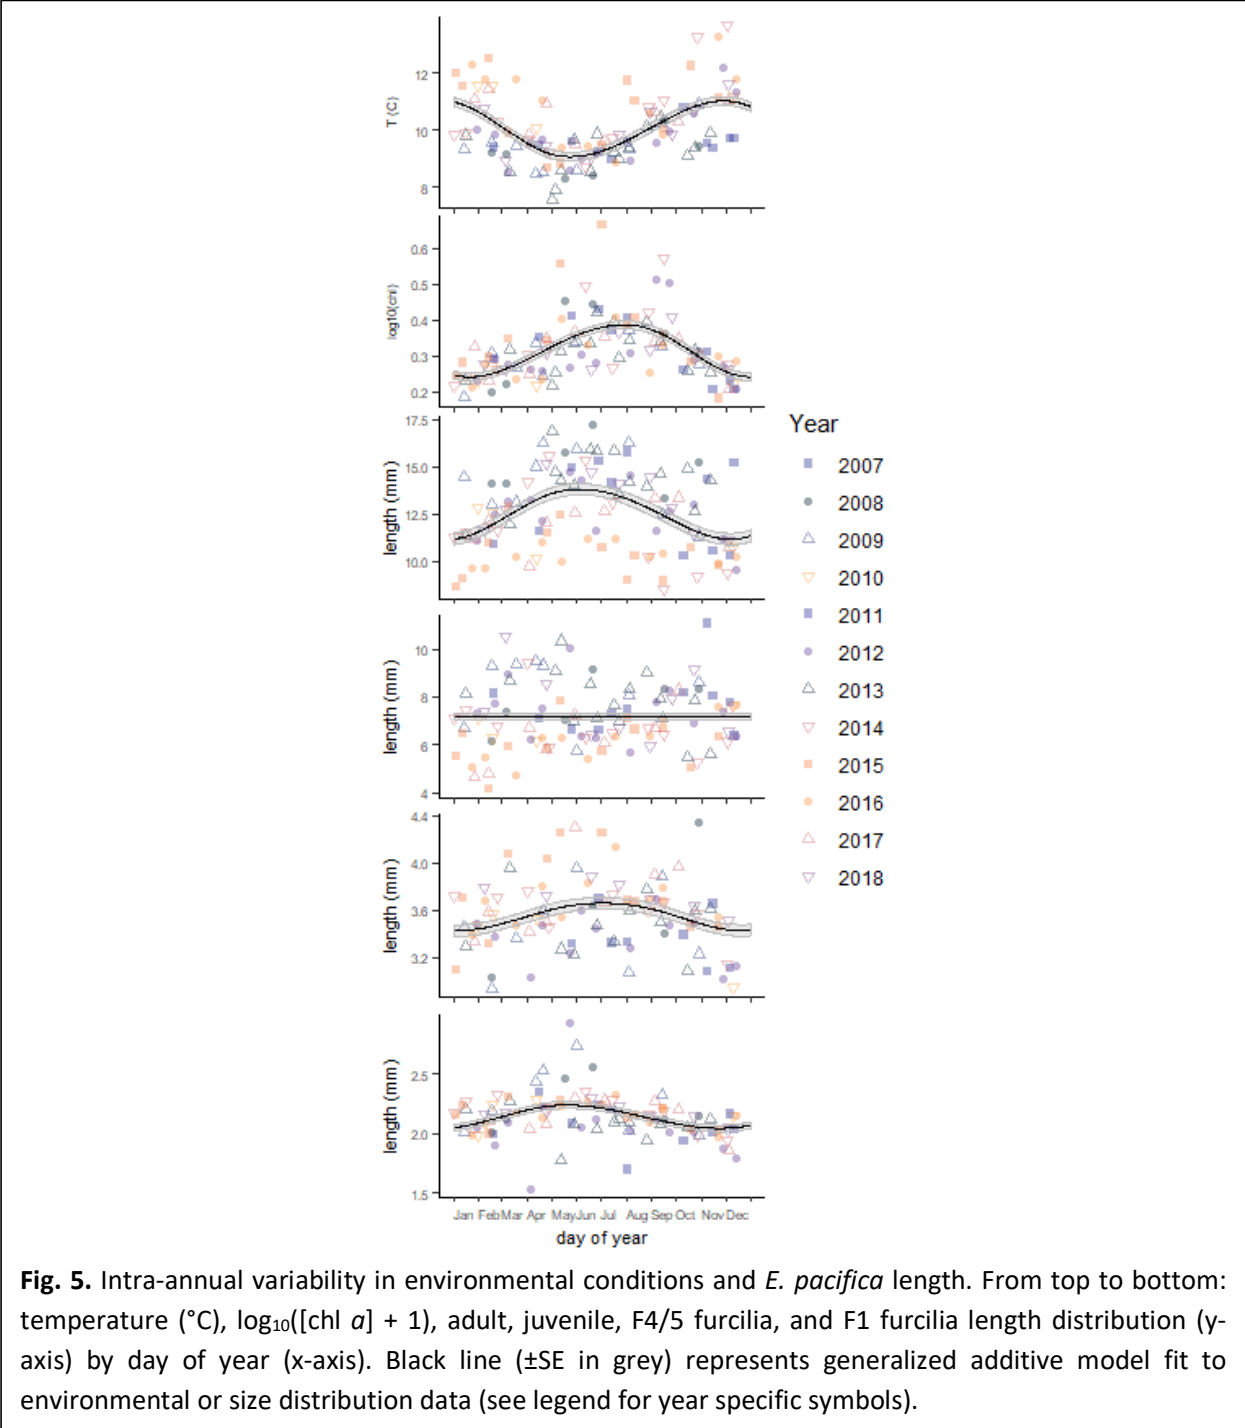 T (C)
12
10
8
log10(chl)
0.6
0.5
0.4
0.3
0.2
length (mm)
17.5
15.0
12.5
10.0
length (mm)
10
8
6
4
length (mm)
4.4
4.0
3.6
3.2
length (mm)
2.5
2.0
1.5
Jan Feb Mar Apr May Jun Jul Aug Sep Oct Nov Dec
day of year
Year
2007
2008
2009
2010
2011
2012
2013
2014
2015
2016
2017
2018
Fig. 5. Intra-annual variability in environmental conditions and E. pacifica length. From top to bottom:
temperature (°C), log₁₀([chl a] + 1), adult, juvenile, F4/5 furcilia, and F1 furcilia length distribution (y-
axis) by day of year (x-axis). Black line (±SE in grey) represents generalized additive model fit to
environmental or size distribution data (see legend for year specific symbols).